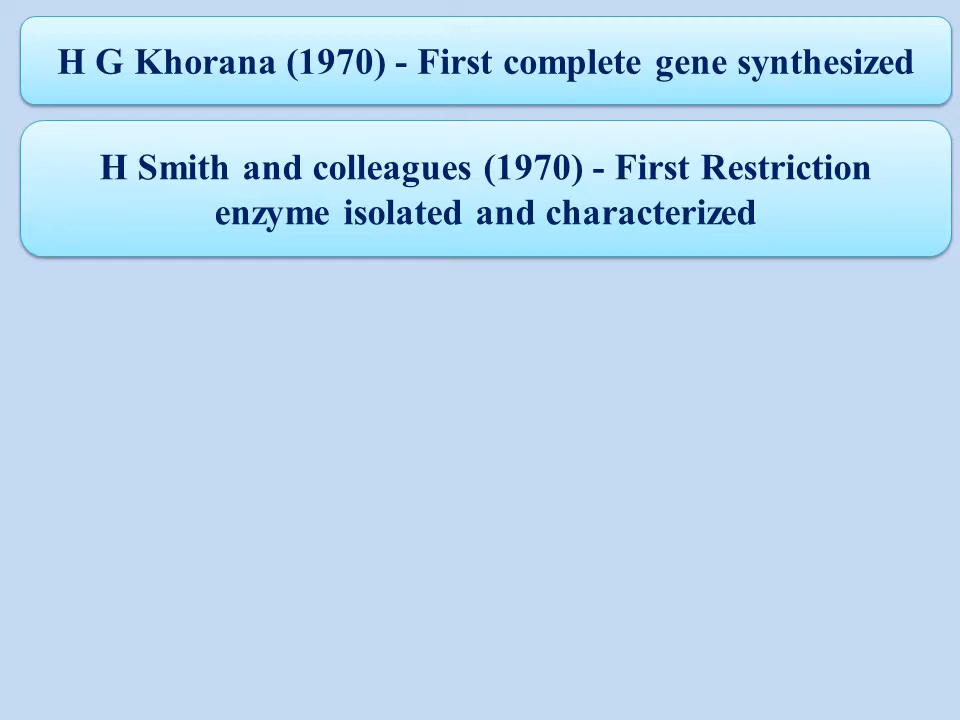 H G Khorana (1970) - First complete gene synthesized
H Smith and colleagues (1970) - First Restriction
enzyme isolated and characterized